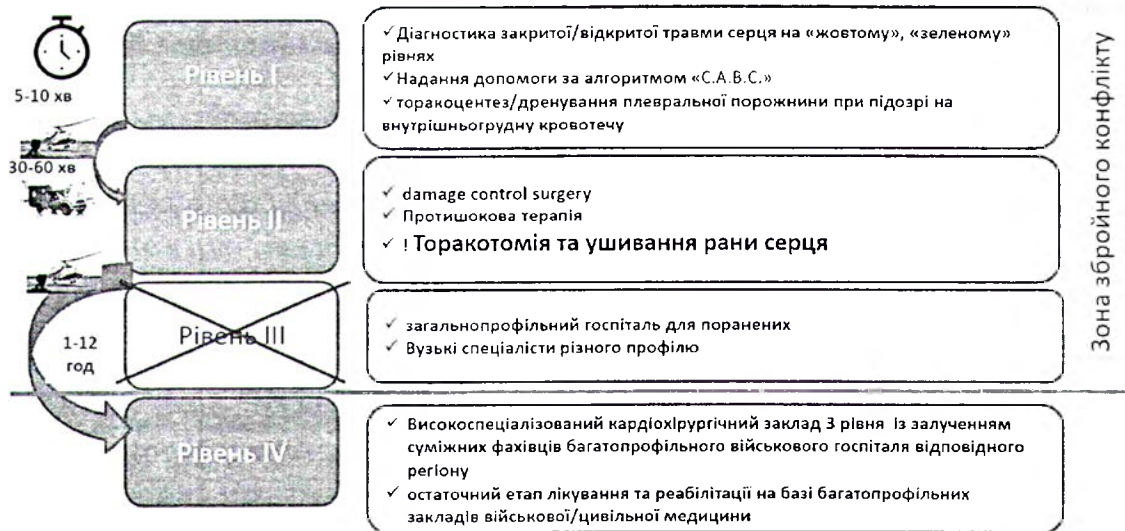 5-10 хв
Рівень I
✓Діагностика закритої/відкритої травми серця на «жовтому», «зеленому»
рівнях
✓Надання допомоги за алгоритмом «С.А.В.С.»
✓торакоцентез/дренування плевральної порожнини при підозрі на
внутрішньогрудну кровотечу
30-60 хв
Рівень II
✓ damage control surgery
✓ Протишокова терапія
✓ ! Торакотомія та ушивання рани серця
1-12
год
Рівень III
✓ загальнопрофільний госпіталь для поранених
✓ Вузькі спеціалісти різного профілю
Рівень IV
✓ Високоспеціалізований кардіохірургічний заклад 3 рівня із залученням
суміжних фахівців багатопрофільного військового госпіталя відповідного
регіону
✓ остаточний етап лікування та реабілітації на базі багатопрофільних
закладів військової/цивільної медицини
Зона збройного конфлікту